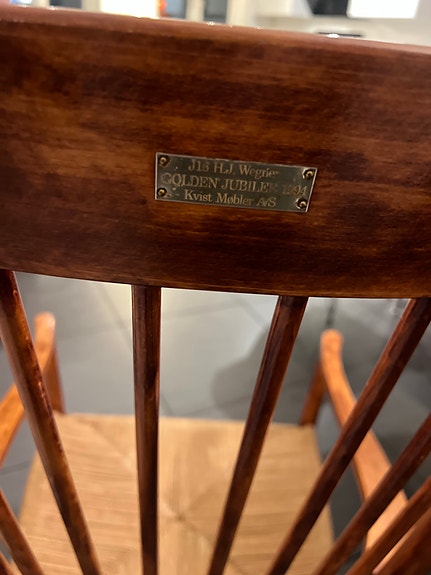 J16 H.J. Wegner
GOLDEN JUBILEE 1994
Kvist Møbler A/S